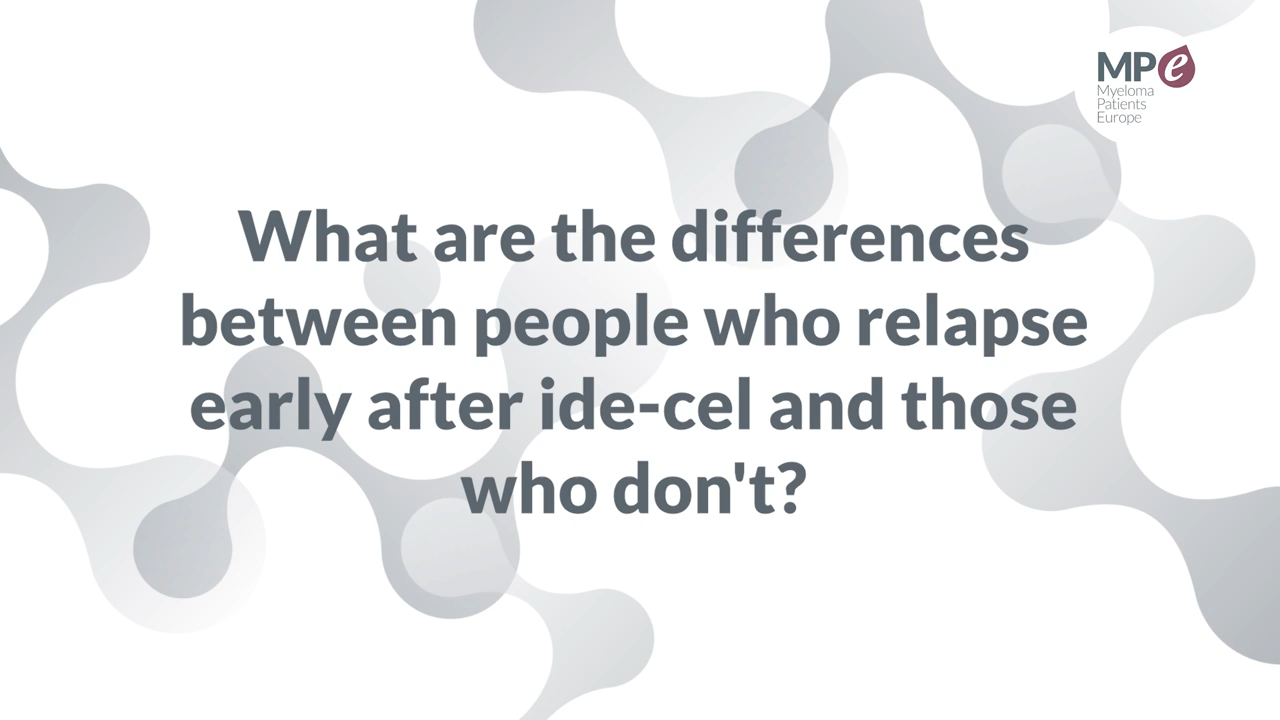 MPe
Myeloma
Patients
Europe
What are the differences
between people who relapse
early after ide-cel and those
who don't?